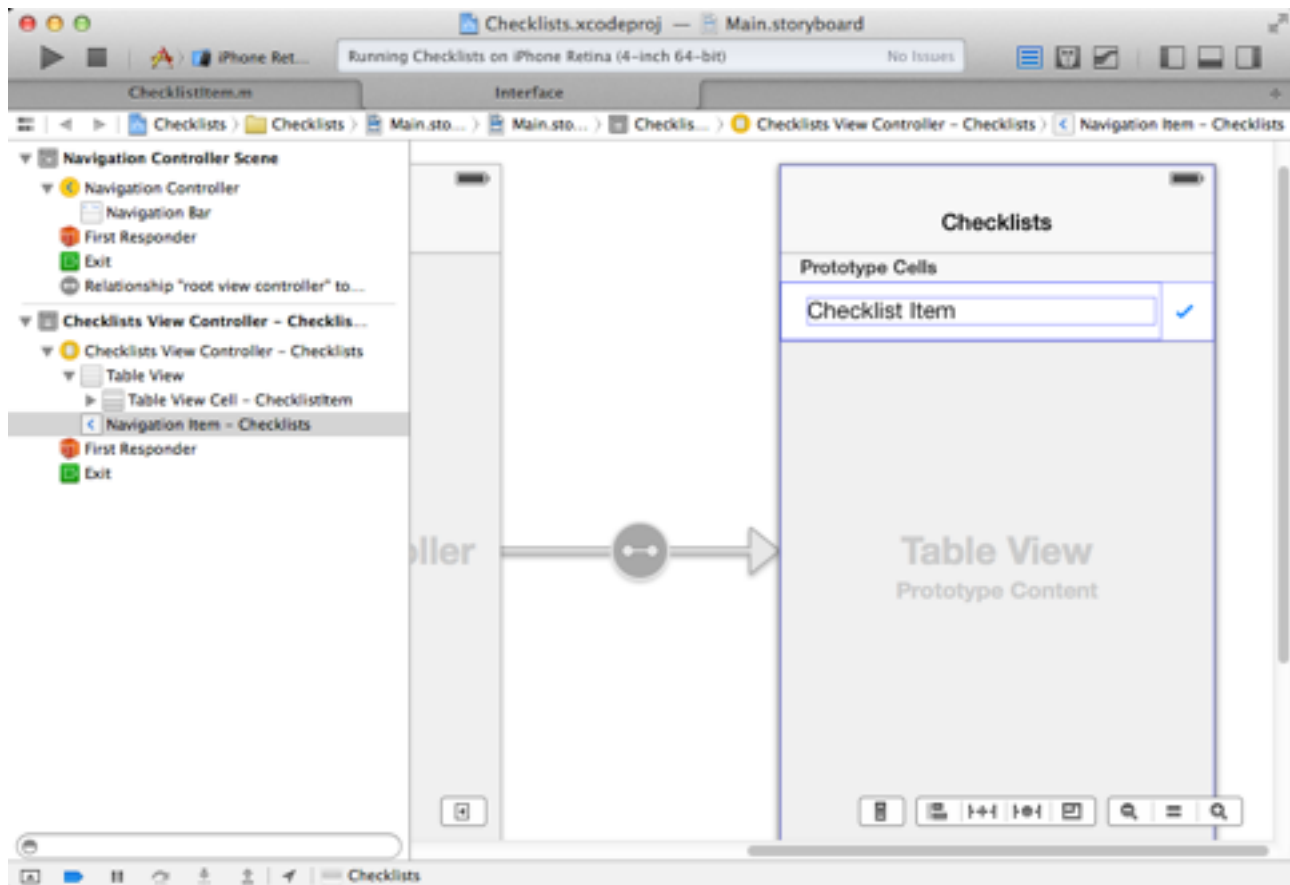 Checklists.xcodeproj — Main.storyboard
iPhone Ret... Running Checklists on iPhone Retina (4-inch 64-bit) No Issues
ChecklistItem.m Interface
Checklists Checklists Main.sto... Main.sto... Checklis... Checklists View Controller – Checklists Navigation Item – Checklists
Navigation Controller Scene
Navigation Controller
Navigation Bar
First Responder
Exit
Relationship "root view controller" to...
Checklists View Controller – Checklis...
Checklists View Controller – Checklists
Table View
Table View Cell – ChecklistItem
Navigation Item – Checklists
First Responder
Exit
oller
Checklists
Prototype Cells
Checklist Item
Table View
Prototype Content
Checklists